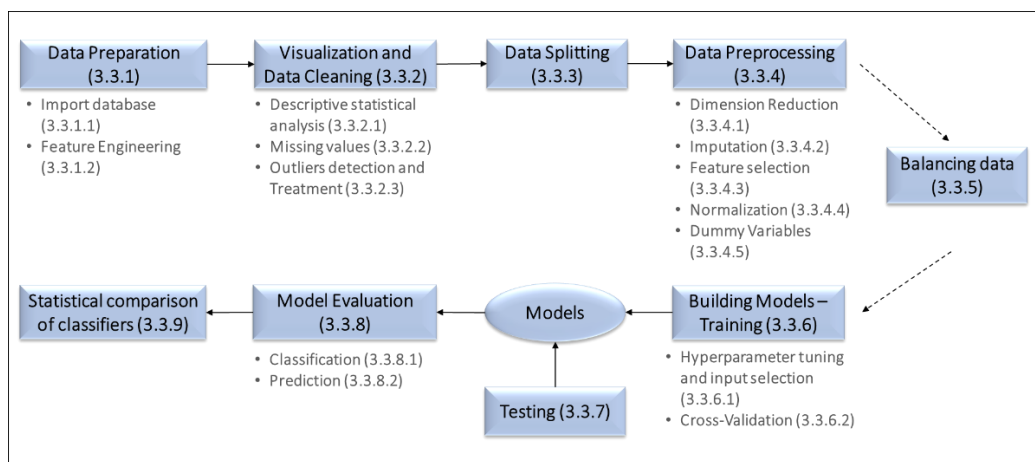 Data Preparation
(3.3.1)
• Import database
(3.3.1.1)
• Feature Engineering
(3.3.1.2)
Visualization and
Data Cleaning (3.3.2)
• Descriptive statistical
analysis (3.3.2.1)
• Missing values (3.3.2.2)
• Outliers detection and
Treatment (3.3.2.3)
Data Splitting
(3.3.3)
Data Preprocessing
(3.3.4)
• Dimension Reduction
(3.3.4.1)
• Imputation (3.3.4.2)
• Feature selection
(3.3.4.3)
• Normalization (3.3.4.4)
• Dummy Variables
(3.3.4.5)
Balancing data
(3.3.5)
Building Models –
Training (3.3.6)
• Hyperparameter tuning
and input selection
(3.3.6.1)
• Cross-Validation (3.3.6.2)
Models
Testing (3.3.7)
Model Evaluation
(3.3.8)
• Classification (3.3.8.1)
• Prediction (3.3.8.2)
Statistical comparison
of classifiers (3.3.9)